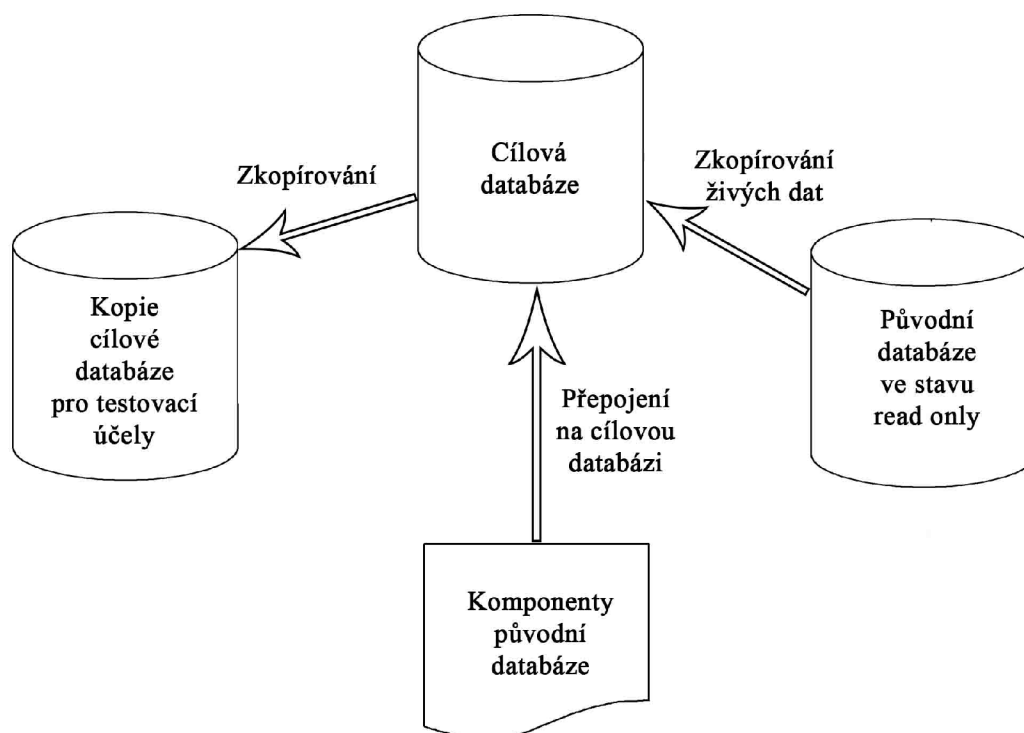 Cílová
databáze
Zkopírování
Zkopírování
živých dat
Kopie
cílové
databáze
pro testovací
účely
Původní
databáze
ve stavu
read only
Přepojení
na cílovou
databázi
Komponenty
původní
databáze